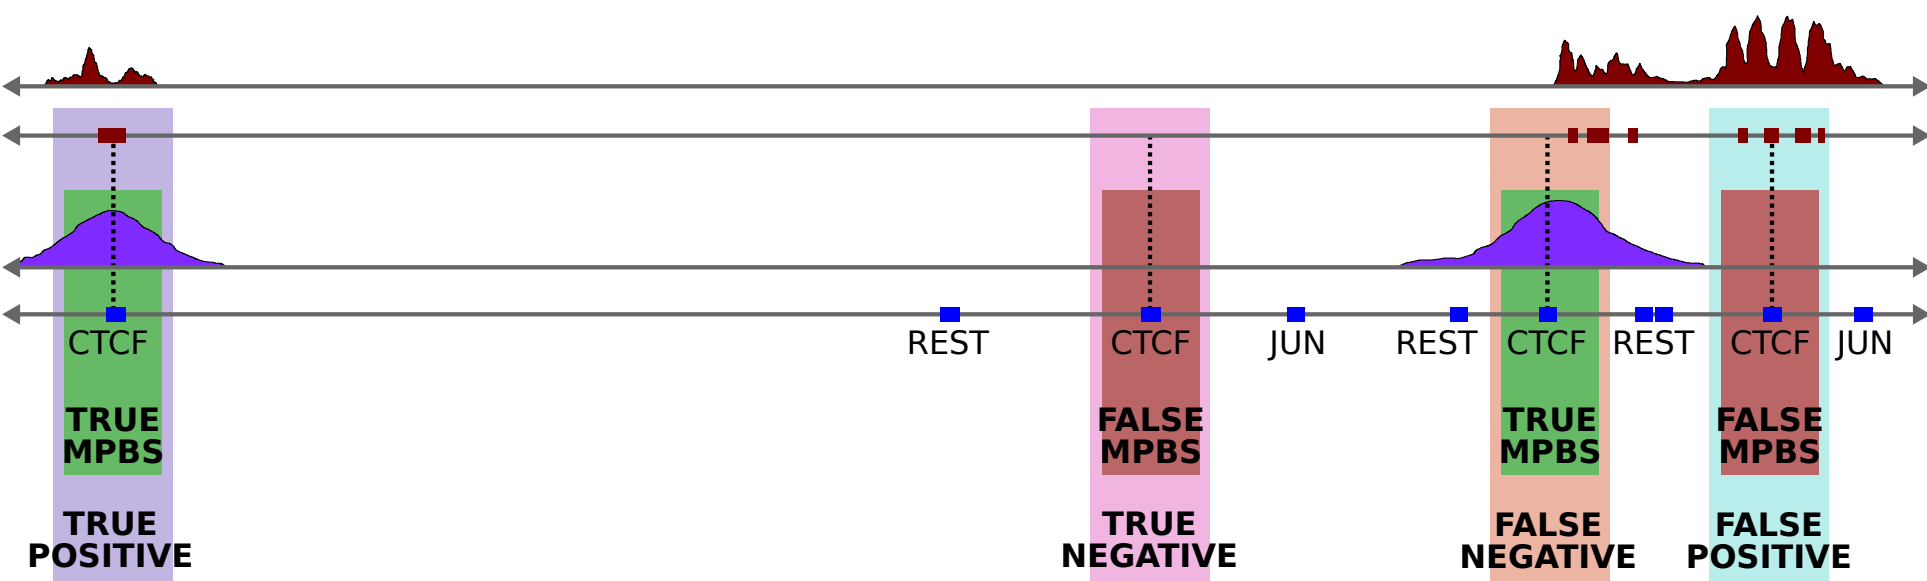 CTCF REST CTCF JUN REST CTCF REST CTCF JUN
TRUE MPBS
FALSE MPBS
TRUE MPBS
FALSE MPBS
TRUE POSITIVE
TRUE NEGATIVE
FALSE NEGATIVE
FALSE POSITIVE